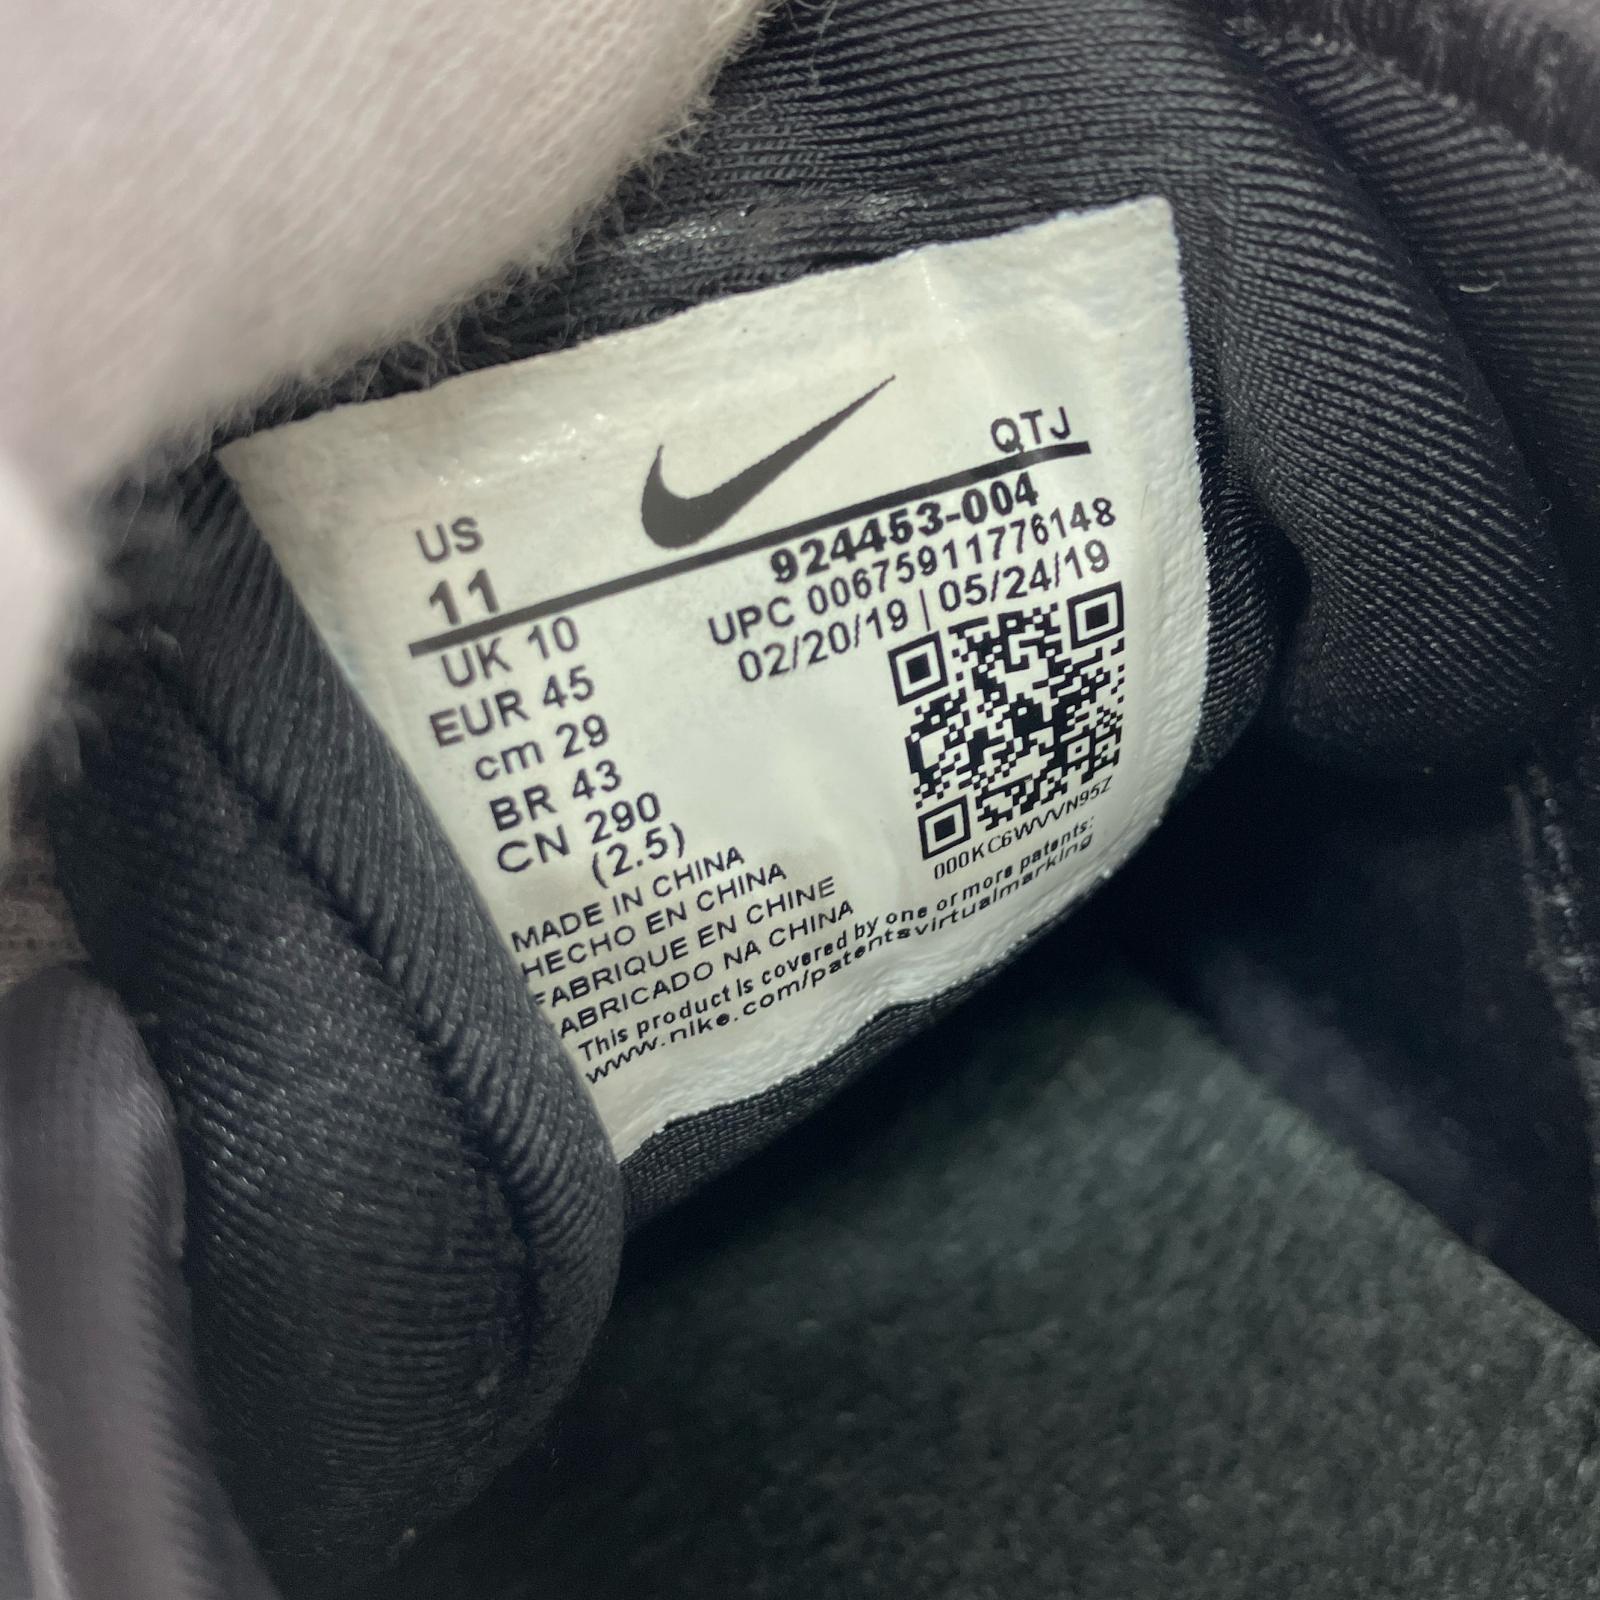 QTJ
US
11
924453-004
UPC 00675911776148
02/20/19 | 05/24/19
UK 10
EUR 45
cm 29
BR 43
CN 290
(2.5)
000KC6WVVN95Z
MADE IN CHINA
HECHO EN CHINA
FABRIQUE EN CHINE
FABRICADO NA CHINA
This product is covered by one or more patents:
www.nike.com/patentsvirtualmarking